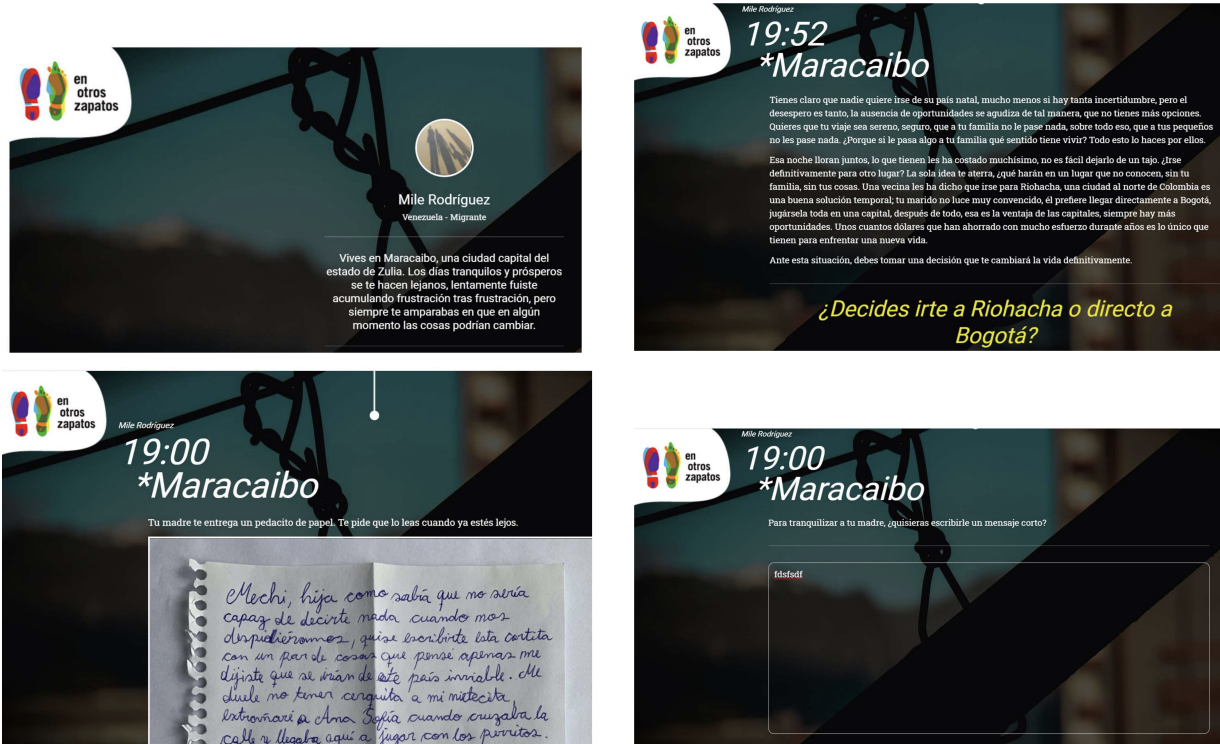 en
otros
zapatos
Mile Rodríguez
Venezuela - Migrante
Vives en Maracaibo, una ciudad capital del
estado de Zulia. Los días tranquilos y prósperos
se te hacen lejanos, lentamente fuiste
acumulando frustración tras frustración, pero
siempre te amparabas en que en algún
momento las cosas podrían cambiar.
en
otros
zapatos
Mile Rodríguez
19:52
*Maracaibo
Tienes claro que nadie quiere irse de su país natal, mucho menos si hay tanta incertidumbre, pero el
desespero es tanto, la ausencia de oportunidades se agudiza de tal manera, que no tienes más opciones.
Quieres que tu viaje sea sereno, seguro, que a tu familia no le pase nada, sobre todo eso, que a tus pequeños
no les pase nada. ¿Porque si le pasa algo a tu familia qué sentido tiene vivir? Todo esto lo haces por ellos.
Esa noche lloran juntos, lo que tienen les ha costado muchísimo, no es fácil dejarlo de un tajo. ¿Irse
definitivamente para otro lugar? La sola idea te aterra, ¿qué harán en un lugar que no conocen, sin tu
familia, sin tus cosas. Una vecina les ha dicho que irse para Riohacha, una ciudad al norte de Colombia es
una buena solución temporal; tu marido no luce muy convencido, él prefiere llegar directamente a Bogotá,
jugársela toda en una capital, después de todo, esa es la ventaja de las capitales, siempre hay más
oportunidades. Unos cuantos dólares que han ahorrado con mucho esfuerzo durante años es lo único que
tienen para enfrentar una nueva vida.
Ante esta situación, debes tomar una decisión que te cambiará la vida definitivamente.
¿Decides irte a Riohacha o directo a
Bogotá?
en
otros
zapatos
Mile Rodríguez
19:00
*Maracaibo
Tu madre te entrega un pedacito de papel. Te pide que lo leas cuando ya estés lejos.
Mechi, hija como sabía que no sería
capaz de decirte nada cuando nos
despidiéramos, quise escribirte esta cartita
con un par de cosas que pensé apenas me
dijiste que se irían de este país inviable. Me
duele no tener cerquita a mi nietecita,
extrañaré a Ana Sofía cuando cruzaba la
calle y llegaba aquí a jugar con los perritos.
en
otros
zapatos
Mile Rodríguez
19:00
*Maracaibo
Para tranquilizar a tu madre, ¿quisieras escribirle un mensaje corto?
fdsfsdf